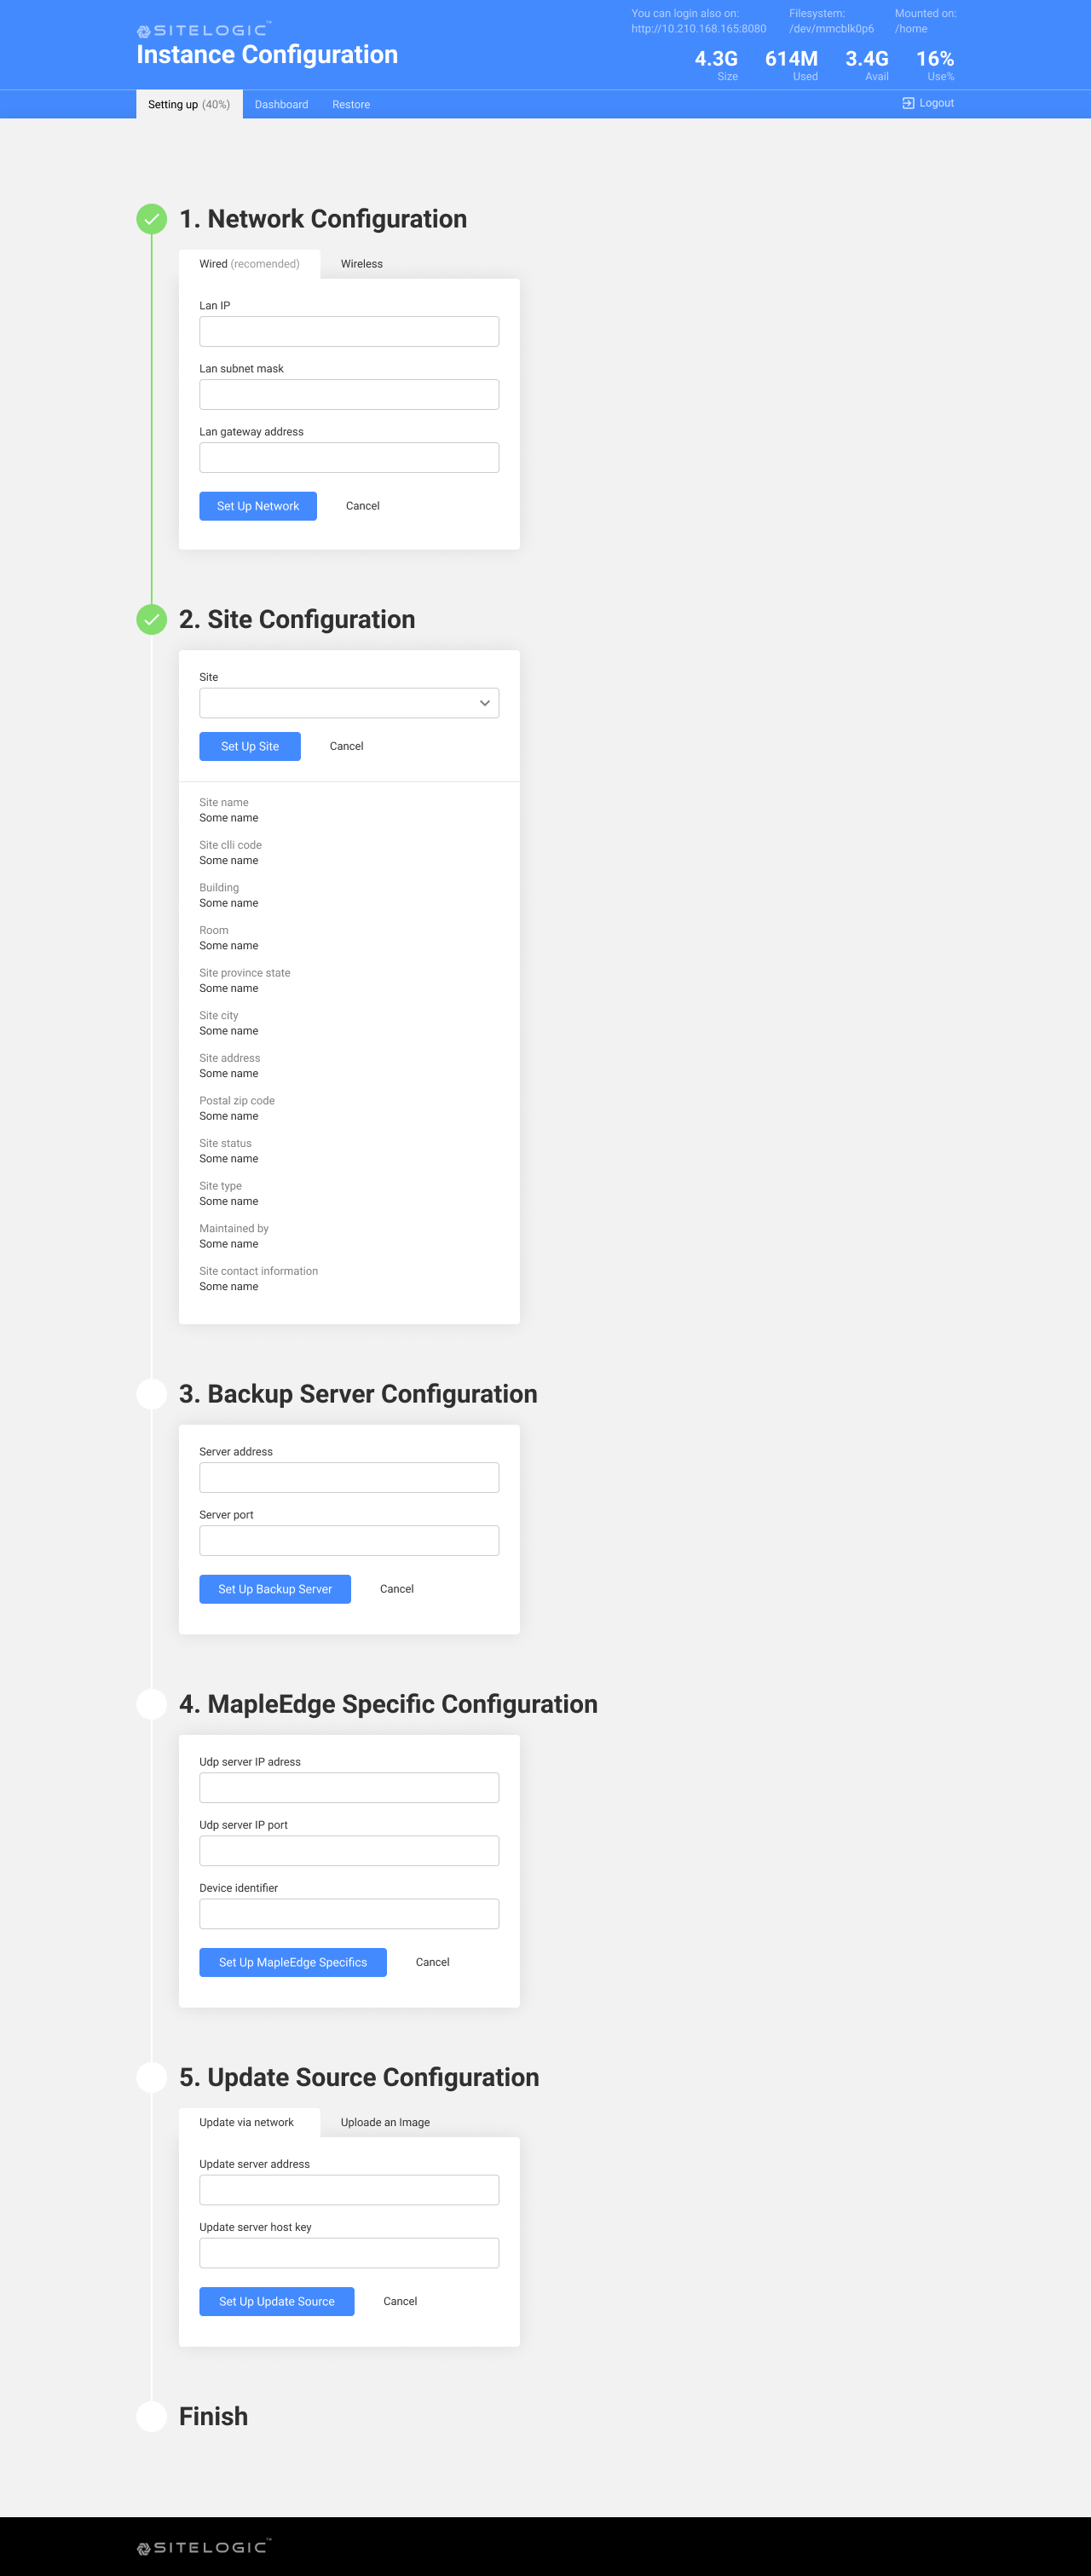 SITELOGIC™
Instance Configuration
You can login also on:
http://10.210.168.165:8080
Filesystem:
/dev/mmcblk0p6
Mounted on:
/home
4.3G
Size
614M
Used
3.4G
Avail
16%
Use%
Setting up (40%)
Dashboard
Restore
Logout
1. Network Configuration
Wired (recomended)
Wireless
Lan IP
Lan subnet mask
Lan gateway address
Set Up Network
Cancel
2. Site Configuration
Site
Set Up Site
Cancel
Site name
Some name
Site clli code
Some name
Building
Some name
Room
Some name
Site province state
Some name
Site city
Some name
Site address
Some name
Postal zip code
Some name
Site status
Some name
Site type
Some name
Maintained by
Some name
Site contact information
Some name
3. Backup Server Configuration
Server address
Server port
Set Up Backup Server
Cancel
4. MapleEdge Specific Configuration
Udp server IP adress
Udp server IP port
Device identifier
Set Up MapleEdge Specifics
Cancel
5. Update Source Configuration
Update via network
Uploade an Image
Update server address
Update server host key
Set Up Update Source
Cancel
Finish
SITELOGIC™